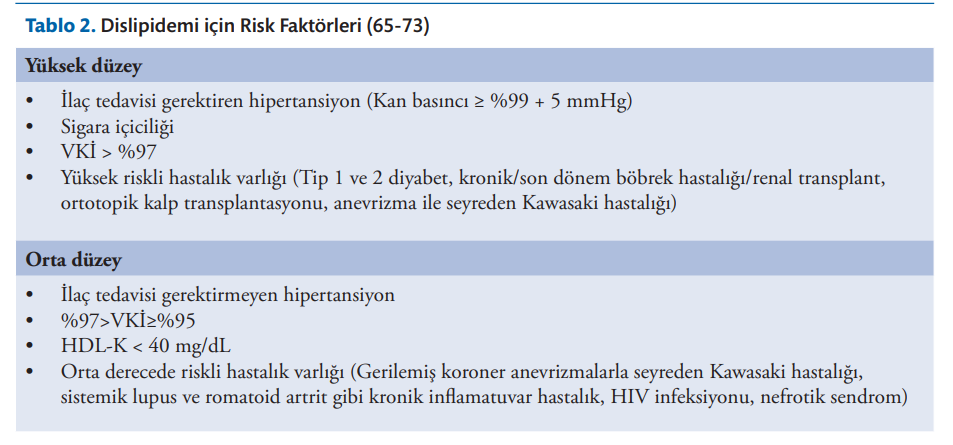 Tablo 2. Dislipidemi için Risk Faktörleri (65-73)
Yüksek düzey
• İlaç tedavisi gerektiren hipertansiyon (Kan basıncı ≥ %99 + 5 mmHg)
• Sigara içiciliği
• VKİ > %97
• Yüksek riskli hastalık varlığı (Tip 1 ve 2 diyabet, kronik/son dönem böbrek hastalığı/renal transplant,
ortotopik kalp transplantasyonu, anevrizma ile seyreden Kawasaki hastalığı)
Orta düzey
• İlaç tedavisi gerektirmeyen hipertansiyon
• %97>VKİ≥%95
• HDL-K < 40 mg/dL
• Orta derecede riskli hastalık varlığı (Gerilemiş koroner anevrizmalarla seyreden Kawasaki hastalığı,
sistemik lupus ve romatoid artrit gibi kronik inflamatuvar hastalık, HIV infeksiyonu, nefrotik sendrom)